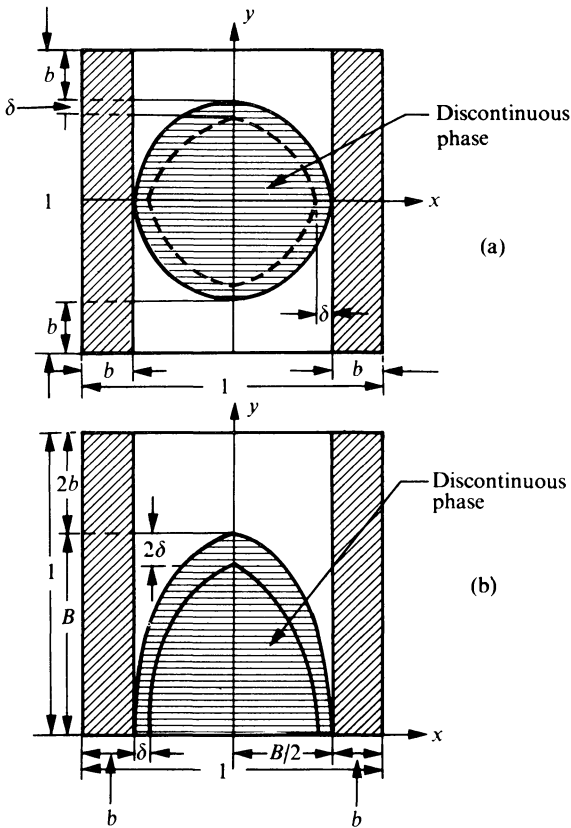 y
b
δ
Discontinuous
phase
1
x
(a)
b
δ
b
1
b
y
2b
Discontinuous
phase
2δ
1
B
(b)
x
δ
B/2
1
b
b